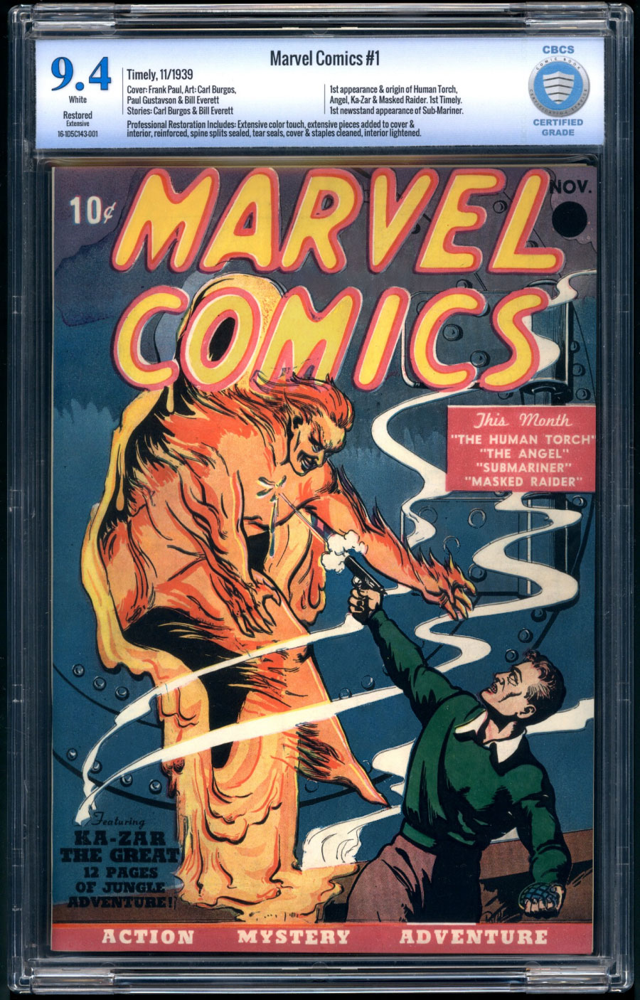 Marvel Comics #1
9.4
White
Restored
Extensive
16-1D5C143-001
Timely, 11/1939
Cover: Frank Paul, Art: Carl Burgos,
Paul Gustavson & Bill Everett
Stories: Carl Burgos & Bill Everett
1st appearance & origin of Human Torch,
Angel, Ka-Zar & Masked Raider. 1st Timely.
1st newsstand appearance of Sub-Mariner.
Professional Restoration Includes: Extensive color touch, extensive pieces added to cover &
interior, reinforced, spine splits sealed, tear seals, cover & staples cleaned, interior lightened.
CBCS
COMIC BOOK
CERTIFICATION SERVICE
CERTIFIED
GRADE
10¢
MARVEL
COMICS
NOV.
This Month
"THE HUMAN TORCH"
"THE ANGEL"
"SUBMARINER"
"MASKED RAIDER"
Featuring
KA-ZAR
THE GREAT
12 PAGES
OF JUNGLE
ADVENTURE!
ACTION MYSTERY ADVENTURE